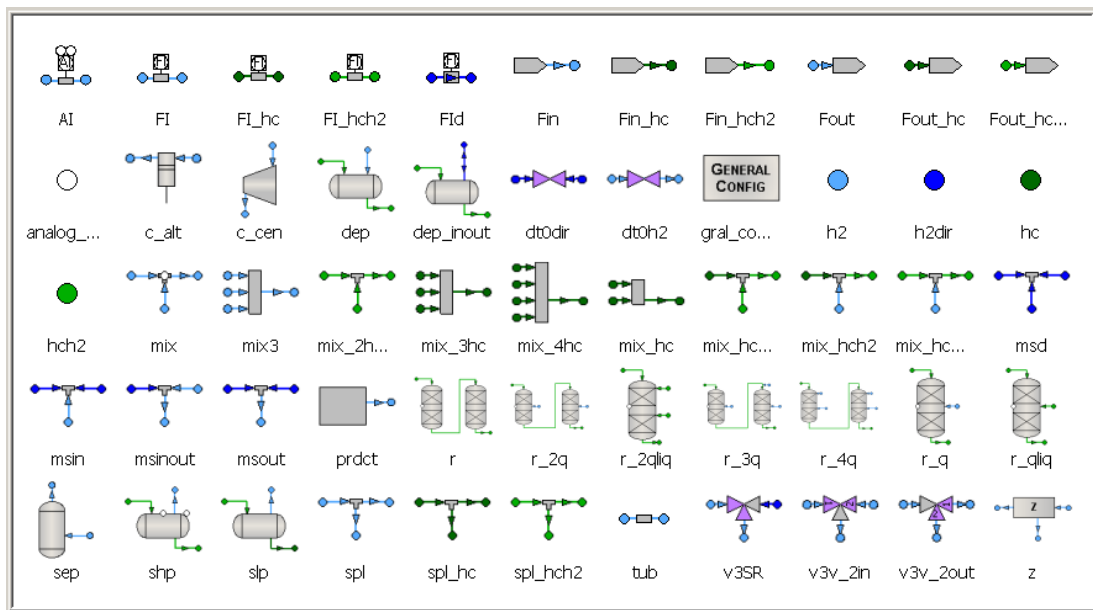 AI FI FI_hc FI_hch2 FId Fin Fin_hc Fin_hch2 Fout Fout_hc Fout_hc...
GENERAL
CONFIG
analog_... c_alt c_cen dep dep_inout dt0dir dt0h2 gral_co... h2 h2dir hc
hch2 mix mix3 mix_2h... mix_3hc mix_4hc mix_hc mix_hc... mix_hch2 mix_hc... msd
msin msinout msout prdct r r_2q r_2qliq r_3q r_4q r_q r_qliq
z
sep shp slp spl spl_hc spl_hch2 tub v3SR v3v_2in v3v_2out z